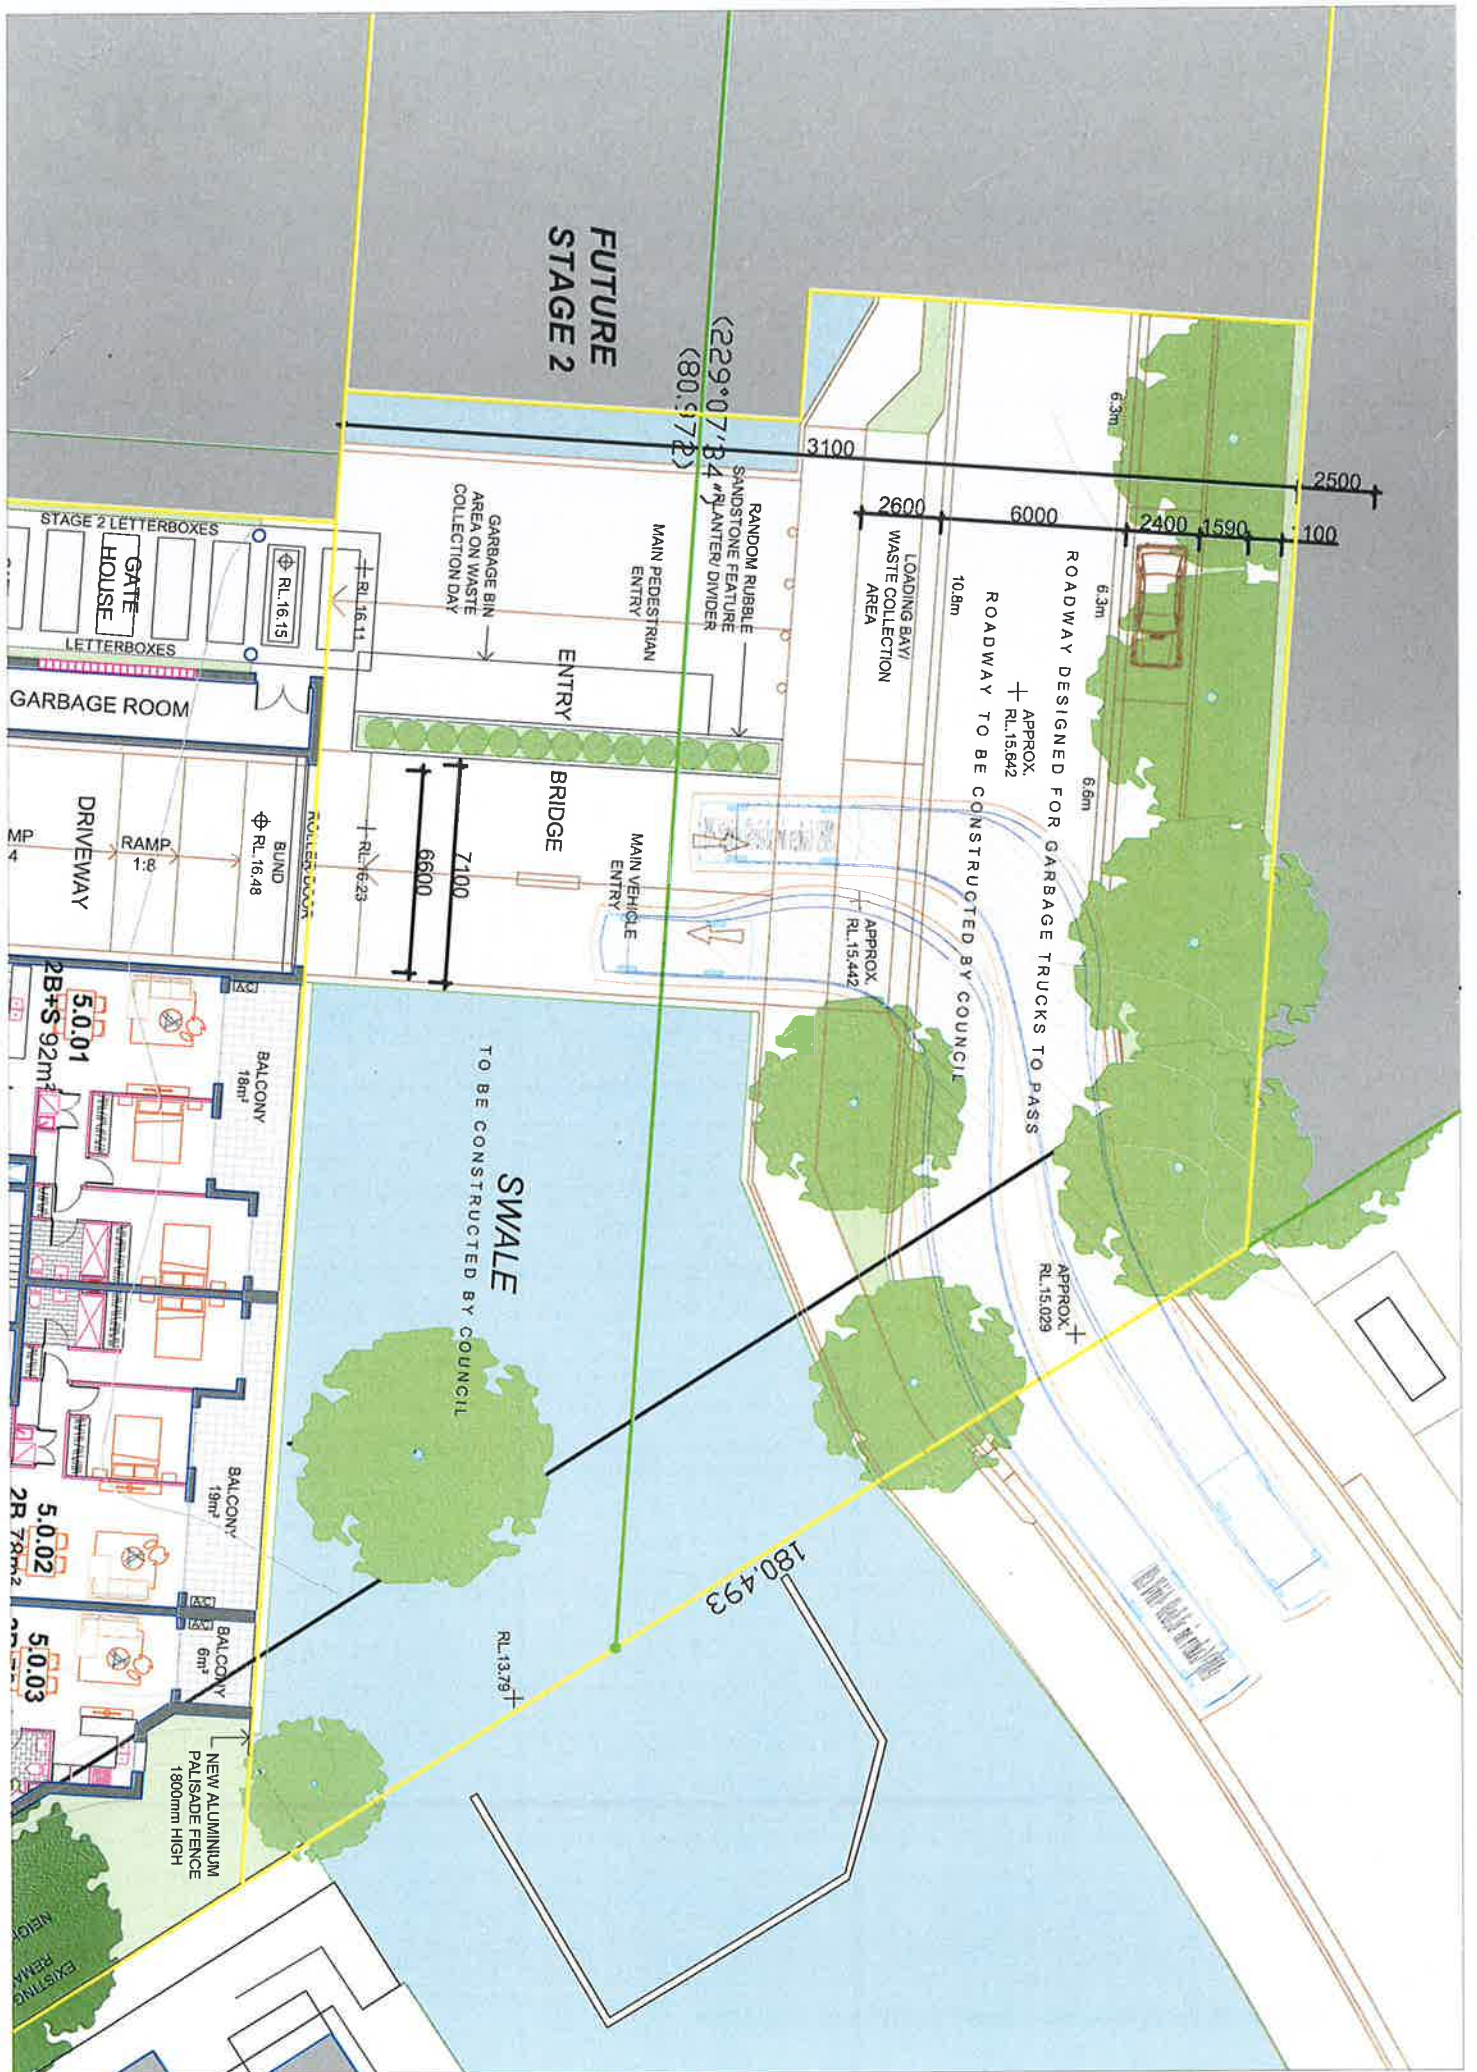 FUTURE
STAGE 2
(229°07'34")
(80.972)
3100
2500
2600
6000
2400
1590
100
6.3m
6.3m
6.6m
10.8m
ROADWAY DESIGNED FOR GARBAGE TRUCKS TO PASS
ROADWAY TO BE CONSTRUCTED BY COUNCIL
APPROX.
RL.15.642
LOADING BAY/
WASTE COLLECTION
AREA
RANDOM RUBBLE
SANDSTONE FEATURE
PLANTER/ DIVIDER
MAIN PEDESTRIAN
ENTRY
GARBAGE BIN
AREA ON WASTE
COLLECTION DAY
ENTRY
BRIDGE
MAIN VEHICLE
ENTRY
APPROX.
RL.15.442
APPROX.
RL.15.029
7100
6600
STAGE 2 LETTERBOXES
GATE
HOUSE
LETTERBOXES
RL.16.15
RL.16.11
GARBAGE ROOM
DRIVEWAY
RAMP
1:8
MP
4
BUND
RL.16.48
ROLLER DOOR
RL.16.23
SWALE
TO BE CONSTRUCTED BY COUNCIL
180.493
RL.13.79
A/C
BALCONY
18m²
5.0.01
2B+S 92m²
BALCONY
19m²
5.0.02
2B 78m²
A/C
A/C
BALCONY
6m²
5.0.03
NEW ALUMINIUM
PALISADE FENCE
1800mm HIGH
EXISTING
REMA
NEIGH